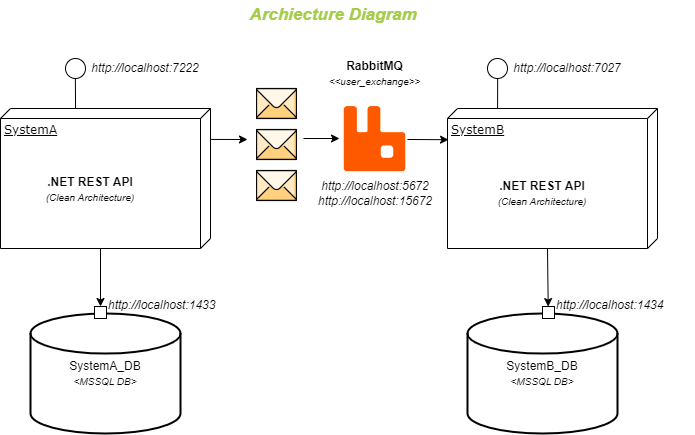 Archiecture Diagram
http://localhost:7222
RabbitMQ
<<user_exchange>>
http://localhost:7027
SystemA
.NET REST API
(Clean Architecture)
http://localhost:5672
http://localhost:15672
SystemB
.NET REST API
(Clean Architecture)
http://localhost:1433
http://localhost:1434
SystemA_DB
<MSSQL DB>
SystemB_DB
<MSSQL DB>